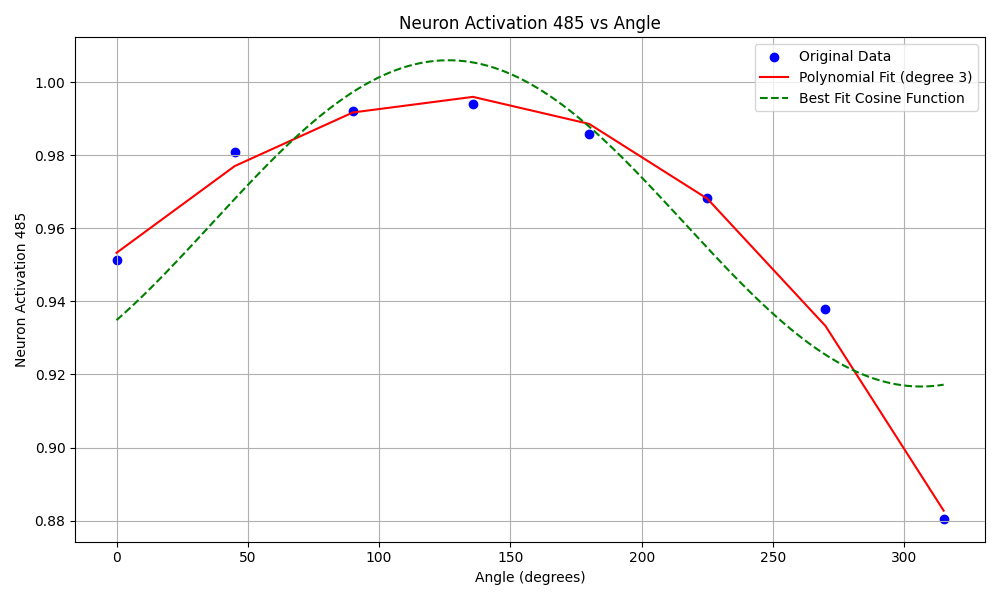 Neuron Activation 485 vs Angle
Original Data
Polynomial Fit (degree 3)
Best Fit Cosine Function
Neuron Activation 485
1.00
0.98
0.96
0.94
0.92
0.90
0.88
0 50 100 150 200 250 300
Angle (degrees)